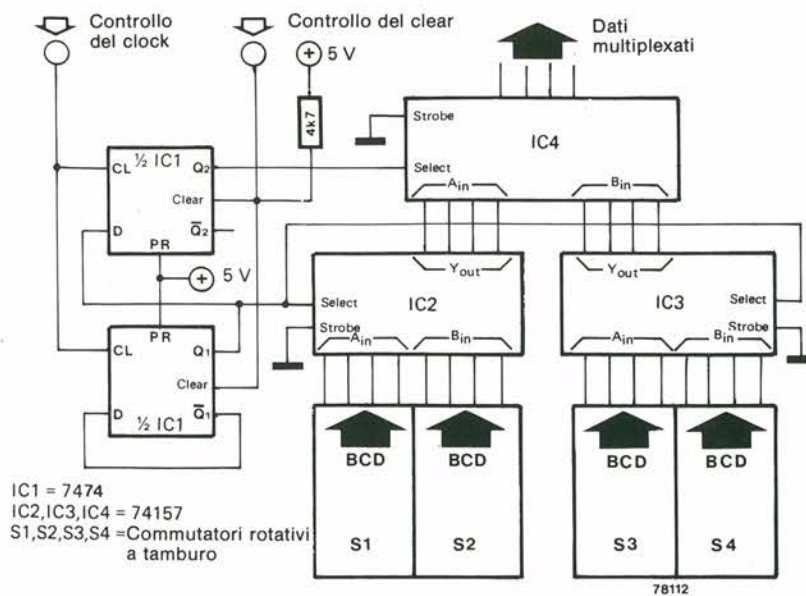 Controllo
del clock
Controllo del clear
5 V
4k7
Dati
multiplexati
Strobe
IC4
Select
Ain
Bin
CL
½ IC1
Q2
Clear
D
Q̅2
PR
5 V
Yout
IC2
Select
Strobe
Ain
Bin
Yout
IC3
Select
Strobe
Ain
Bin
PR
CL
Q1
Clear
D
Q̅1
½ IC1
BCD
BCD
BCD
BCD
S1
S2
S3
S4
IC1 = 7474
IC2,IC3,IC4 = 74157
S1,S2,S3,S4 =Commutatori rotativi
a tamburo
78112